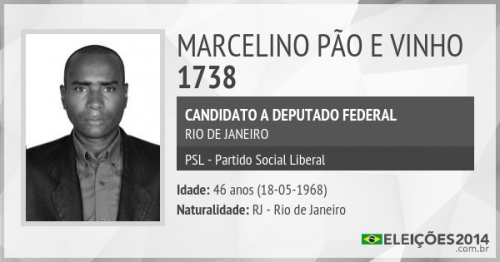 MARCELINO PÃO E VINHO
1738
CANDIDATO A DEPUTADO FEDERAL
RIO DE JANEIRO
PSL - Partido Social Liberal
Idade: 46 anos (18-05-1968)
Naturalidade: RJ - Rio de Janeiro
ELEIÇÕES2014
.com.br